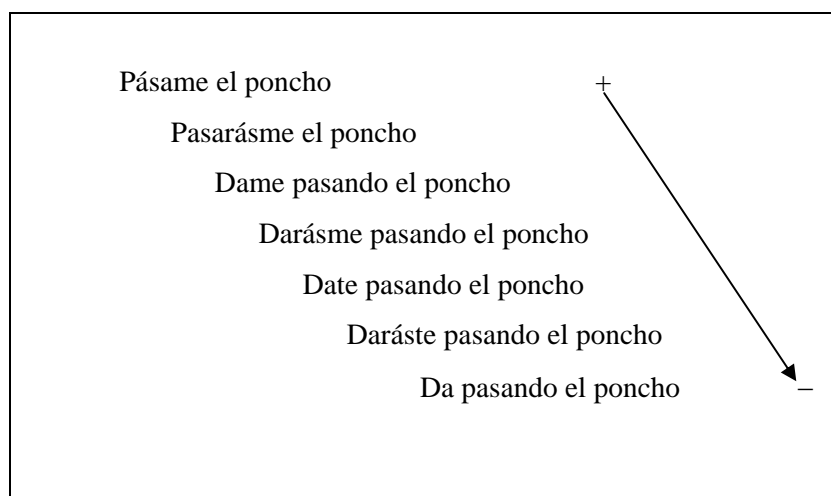 Pásame el poncho +
Pasarásme el poncho
Dame pasando el poncho
Darásme pasando el poncho
Date pasando el poncho
Daráste pasando el poncho
Da pasando el poncho –